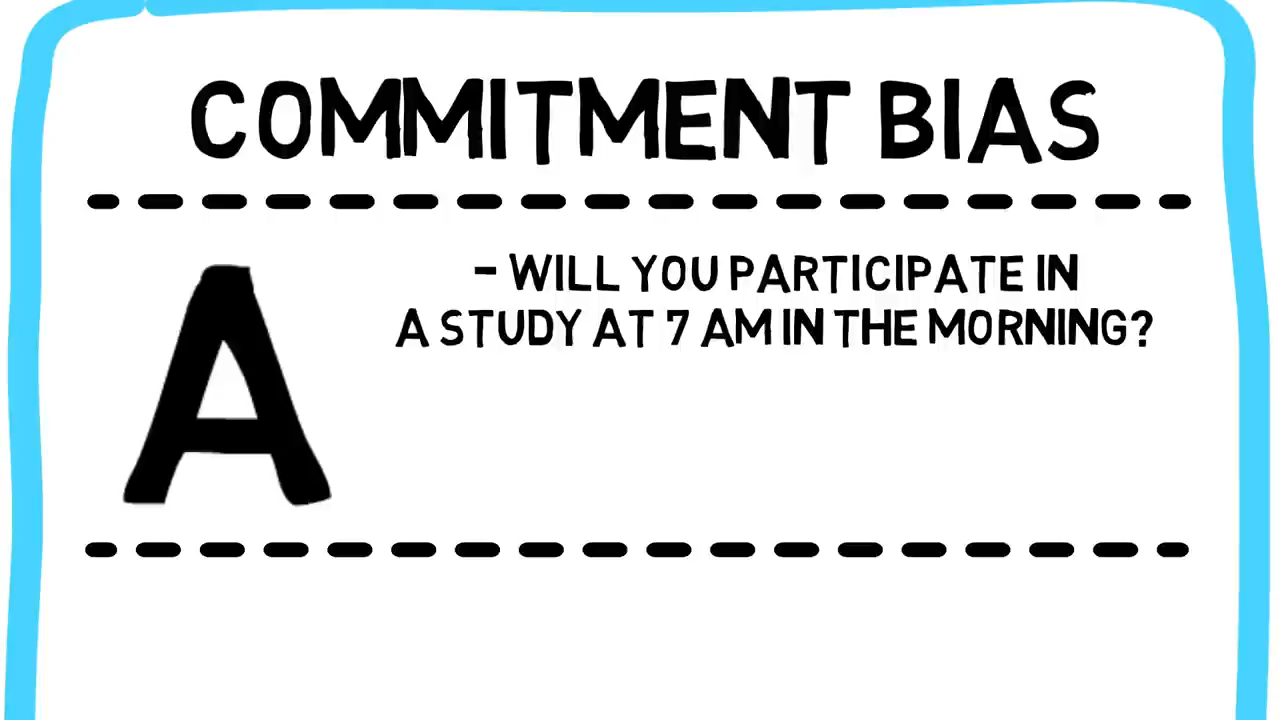 COMMITMENT BIAS
A
- WILL YOU PARTICIPATE IN
A STUDY AT 7 AM IN THE MORNING?